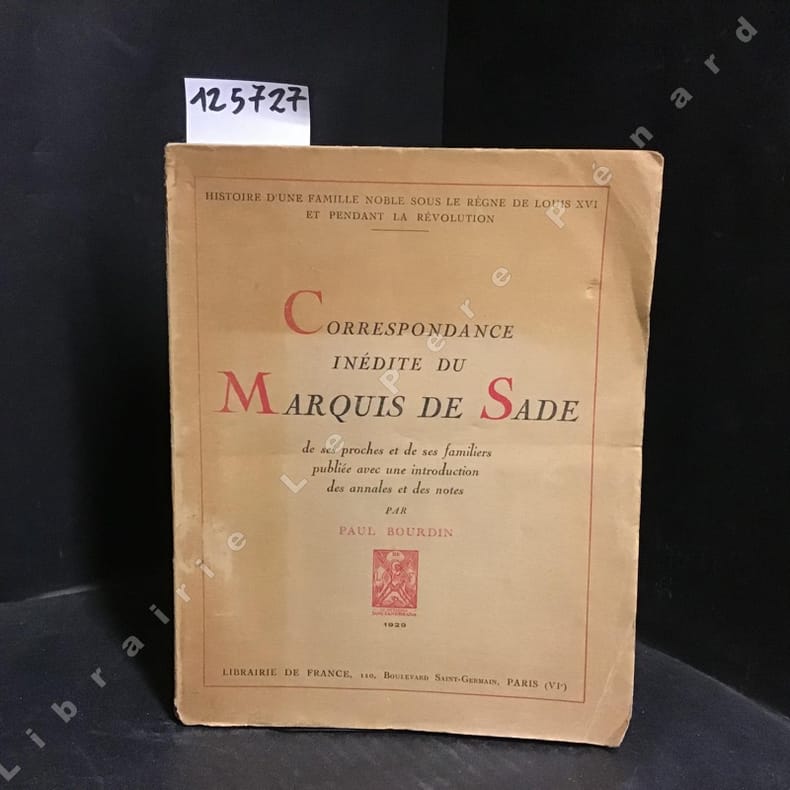 125727
HISTOIRE D'UNE FAMILLE NOBLE SOUS LE RÈGNE DE LOUIS XVI
ET PENDANT LA RÉVOLUTION
CORRESPONDANCE
INÉDITE DU
MARQUIS DE SADE
de ses proches et de ses familiers
publiée avec une introduction
des annales et des notes
PAR
PAUL BOURDIN
1929
LIBRAIRIE DE FRANCE, 110, BOULEVARD SAINT-GERMAIN, PARIS (VIe)
Librairie Le Père Pénard